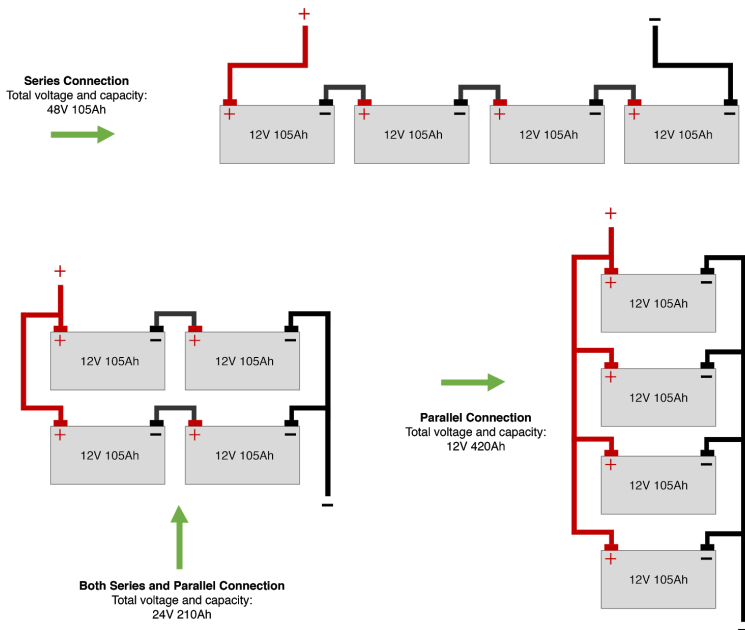 Series Connection
Total voltage and capacity:
48V 105Ah
+
−
+
−
+
−
+
−
+
−
12V 105Ah
12V 105Ah
12V 105Ah
12V 105Ah
+
+
−
12V 105Ah
+
−
12V 105Ah
+
−
12V 105Ah
+
−
12V 105Ah
Parallel Connection
Total voltage and capacity:
12V 420Ah
+
+
−
+
−
12V 105Ah
12V 105Ah
+
−
+
−
12V 105Ah
12V 105Ah
−
Both Series and Parallel Connection
Total voltage and capacity:
24V 210Ah
−